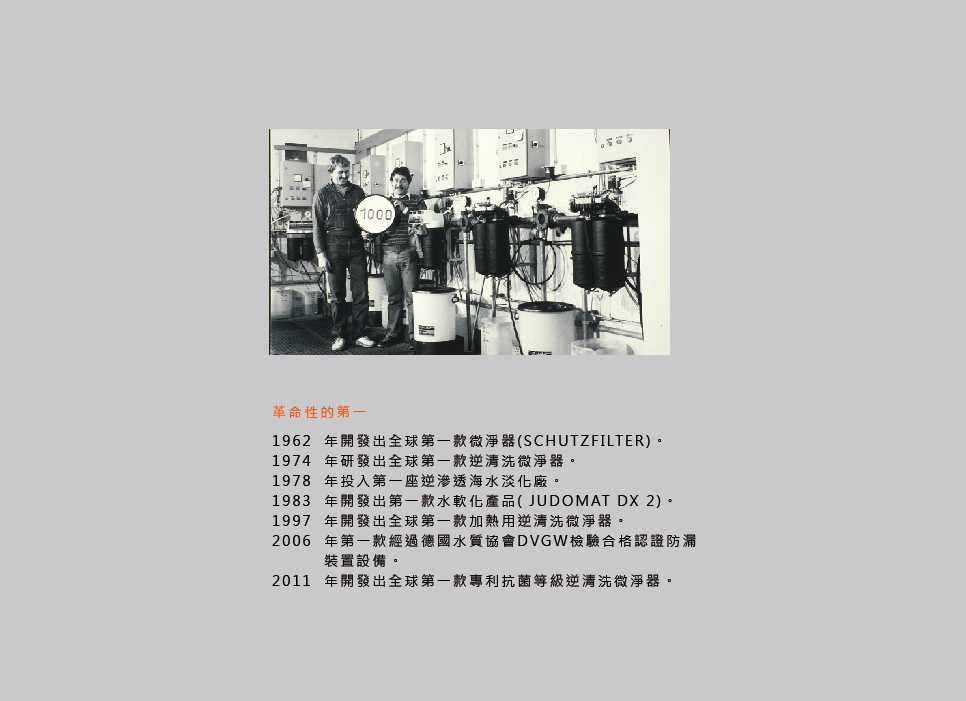 1000
革命性的第一
1962 年開發出全球第一款微淨器(SCHUTZFILTER)。
1974 年研發出全球第一款逆清洗微淨器。
1978 年投入第一座逆滲透海水淡化廠。
1983 年開發出第一款水軟化產品( JUDOMAT DX 2)。
1997 年開發出全球第一款加熱用逆清洗微淨器。
2006 年第一款經過德國水質協會DVGW檢驗合格認證防漏
裝置設備。
2011 年開發出全球第一款專利抗菌等級逆清洗微淨器。